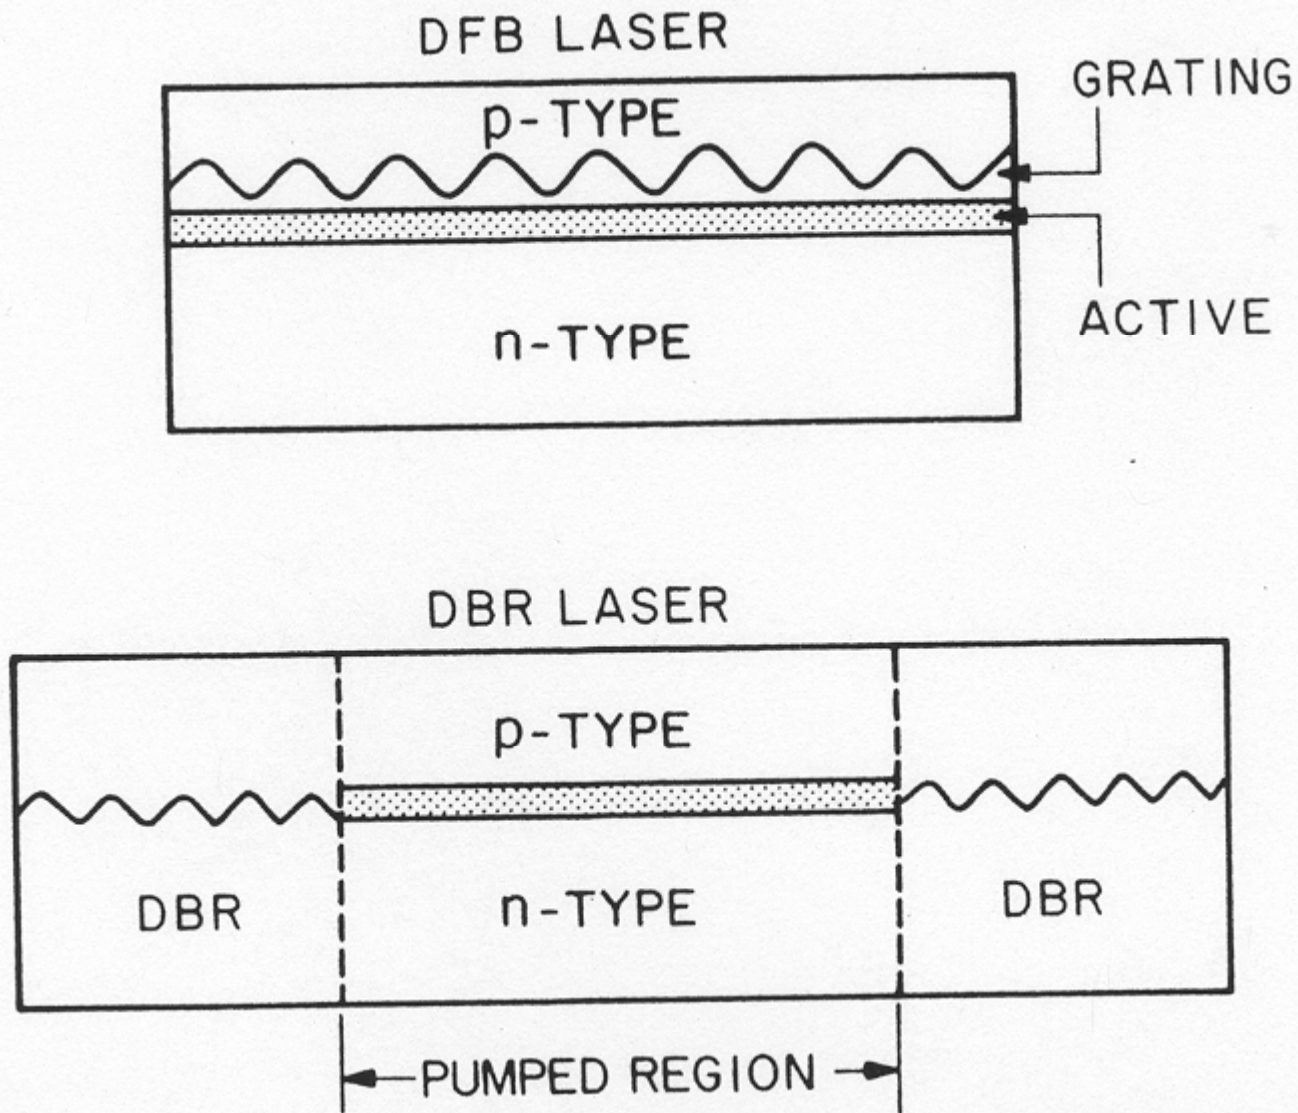 DFB LASER
GRATING
p-TYPE
n-TYPE
ACTIVE
DBR LASER
p-TYPE
DBR
n-TYPE
DBR
PUMPED REGION